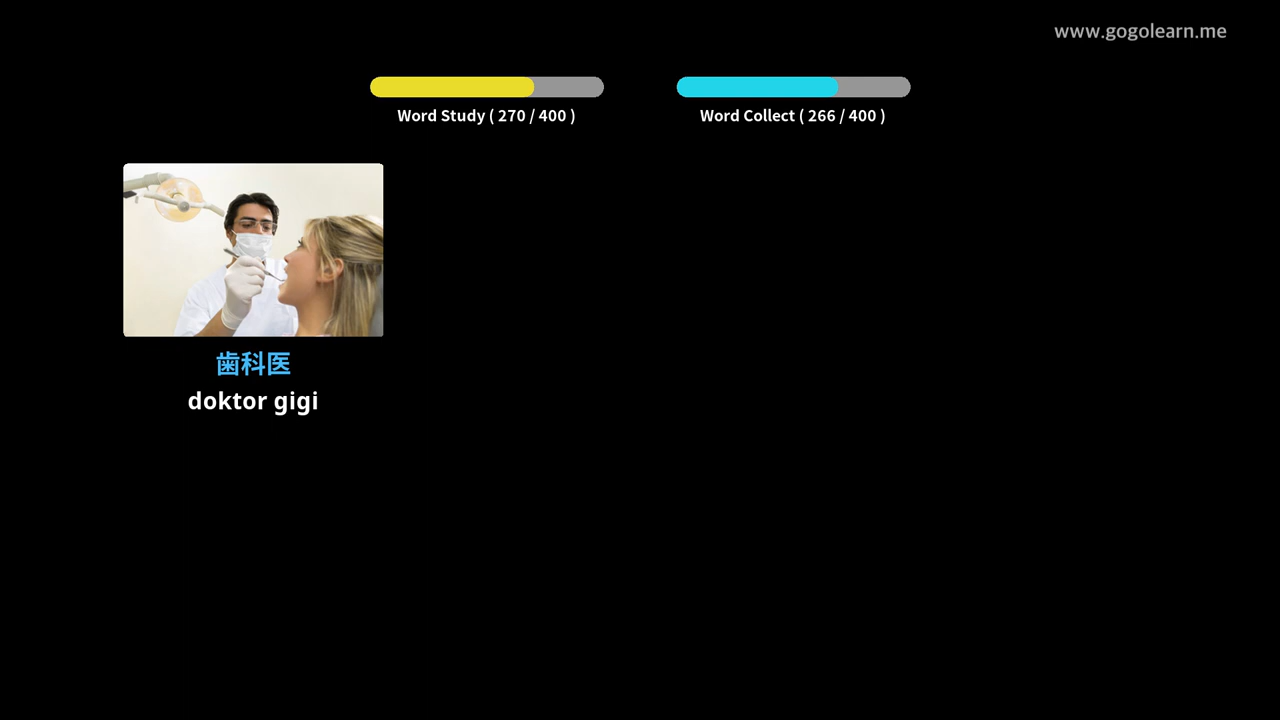 www.gogolearn.me
Word Study ( 270 / 400 )
Word Collect ( 266 / 400 )
歯科医
doktor gigi